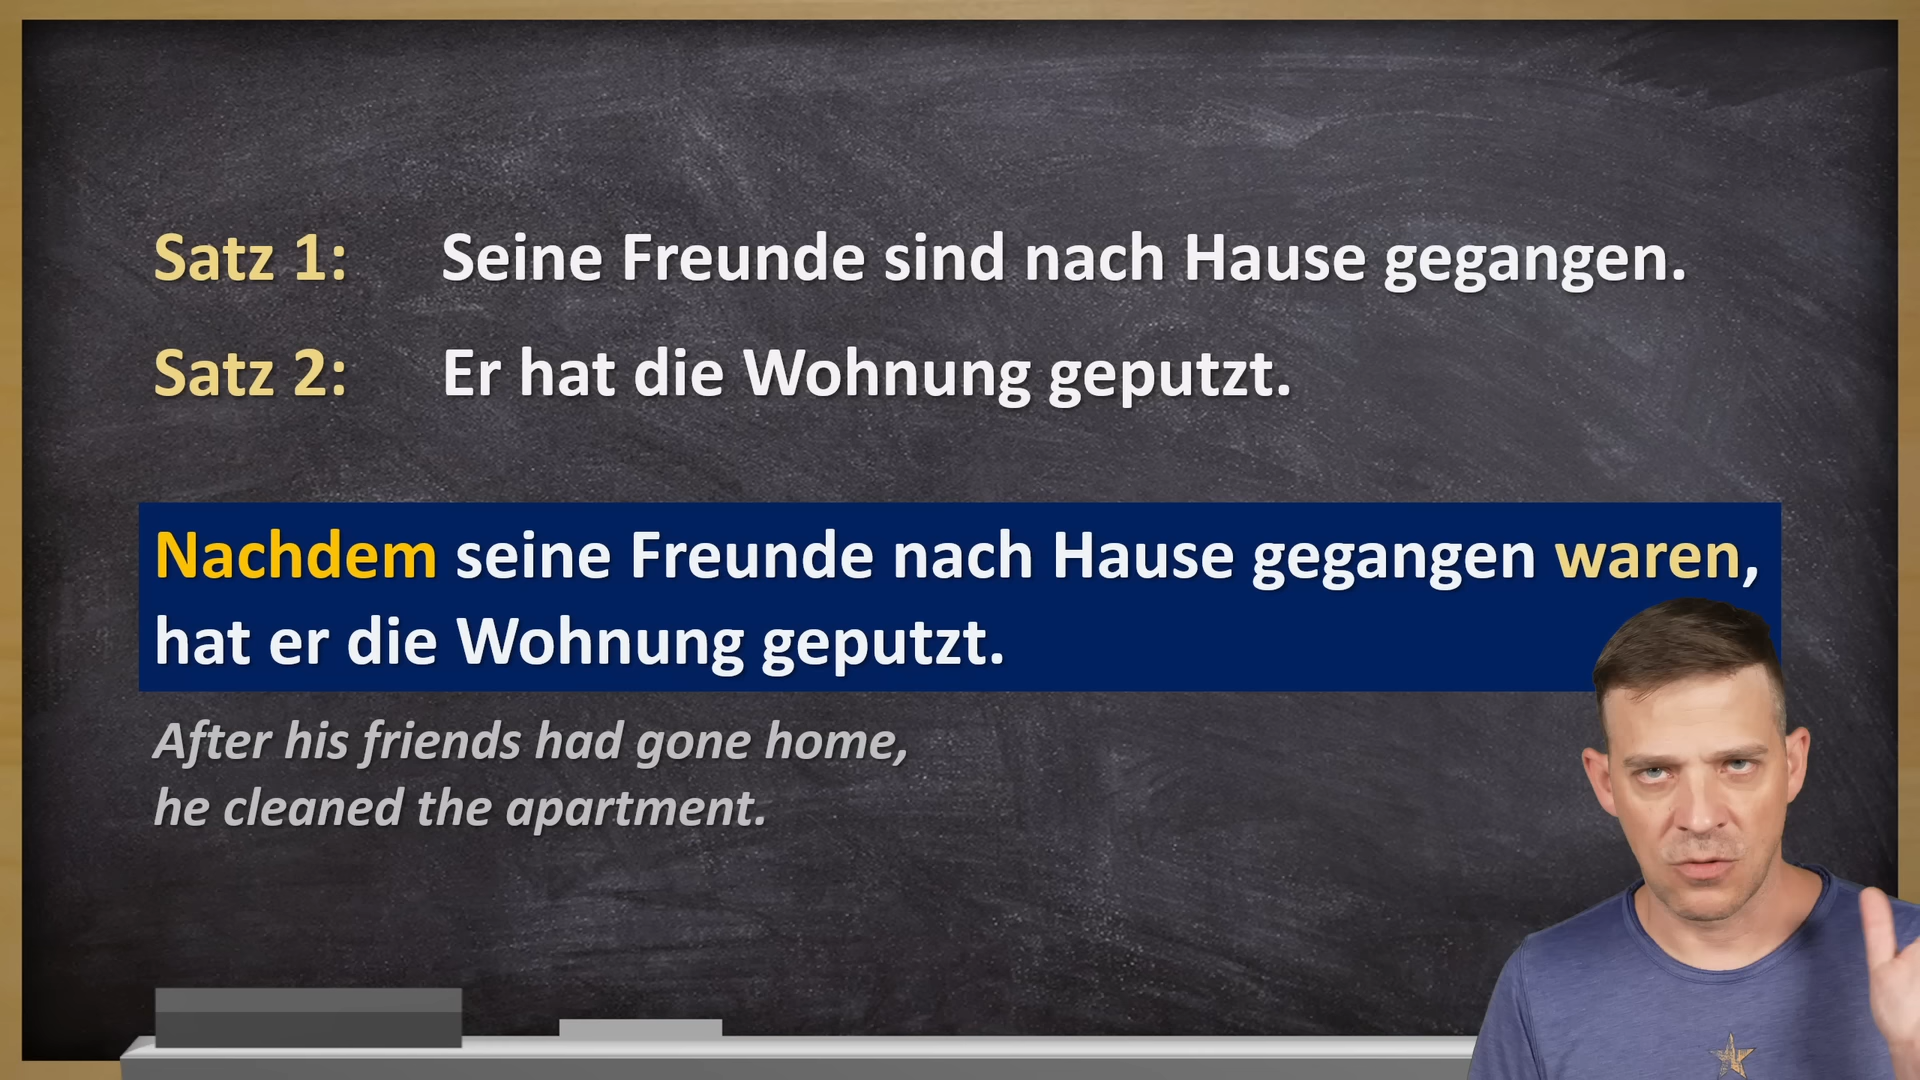 Satz 1: Seine Freunde sind nach Hause gegangen.
Satz 2: Er hat die Wohnung geputzt.
Nachdem seine Freunde nach Hause gegangen waren,
hat er die Wohnung geputzt.
After his friends had gone home,
he cleaned the apartment.